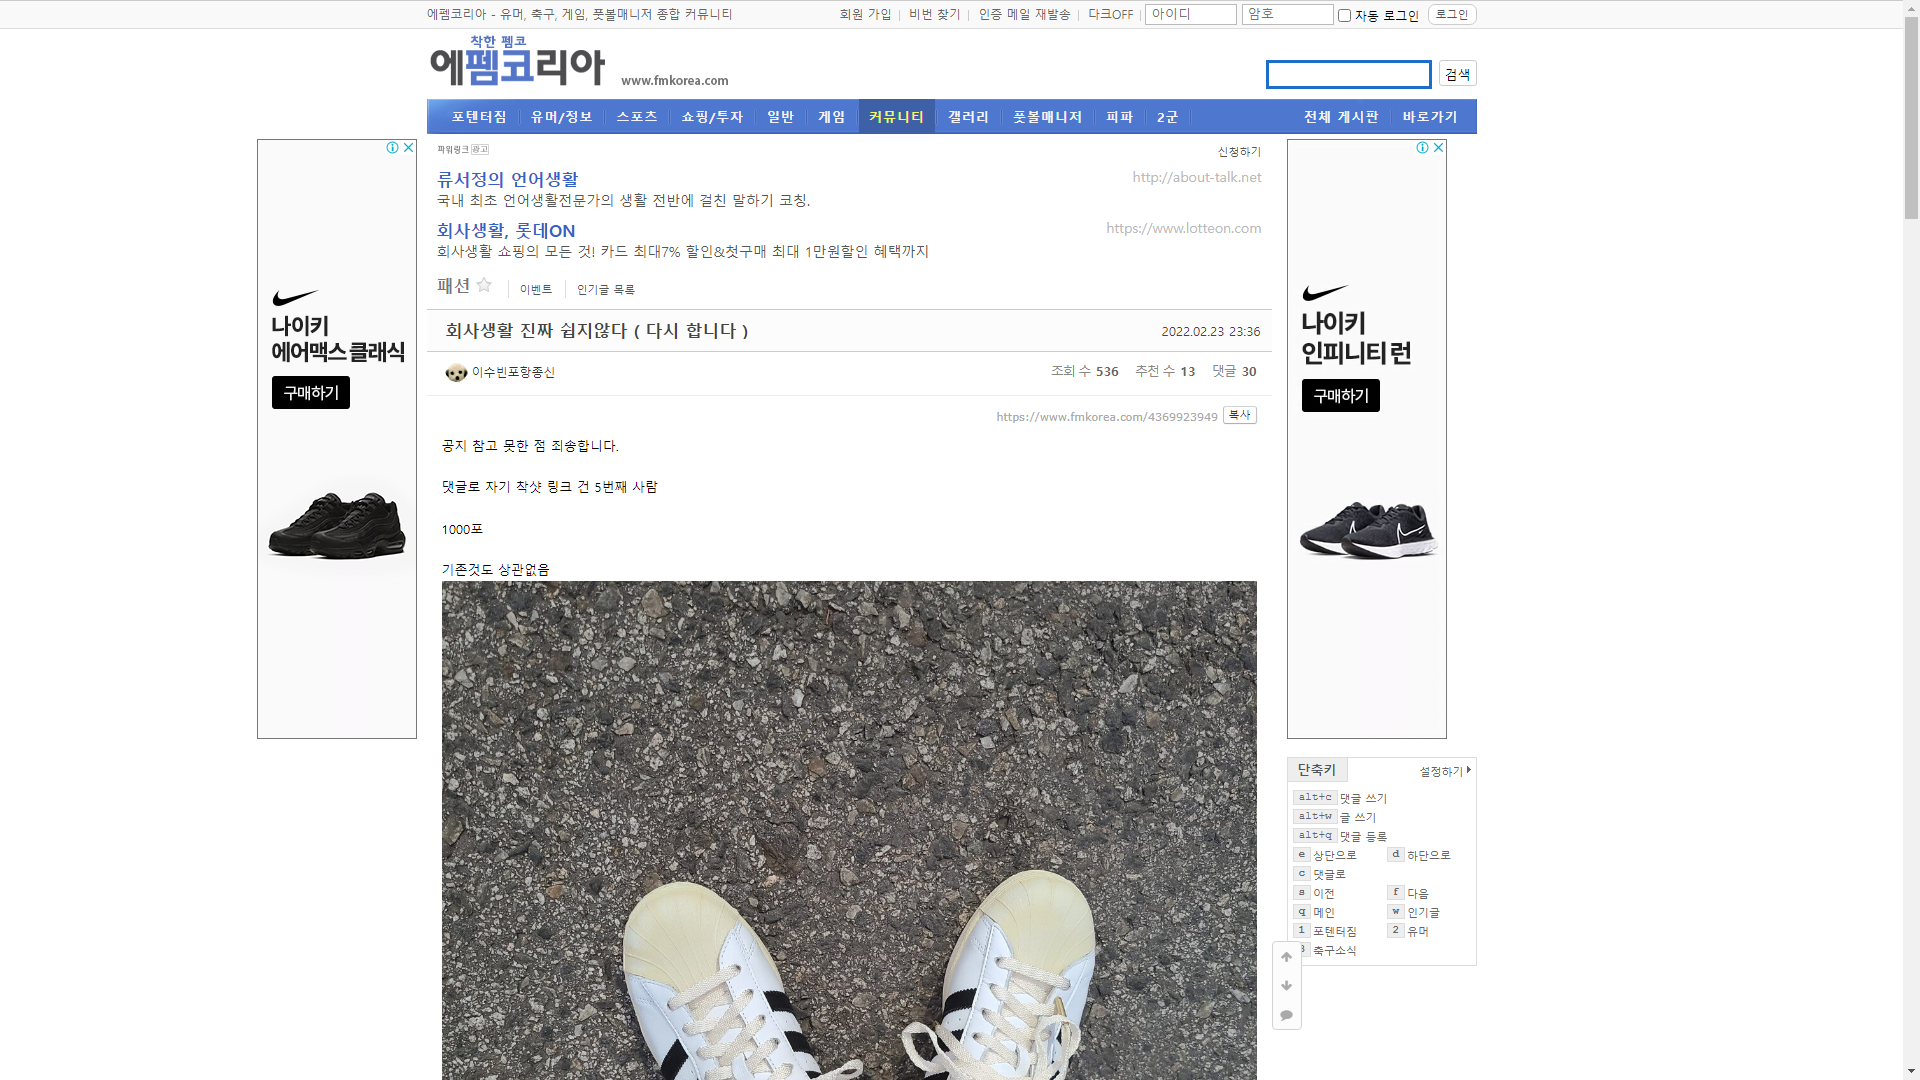 에펨코리아 - 유머, 축구, 게임, 풋볼매니저 종합 커뮤니티
회원 가입 비번 찾기 인증 메일 재발송 다크OFF 아이디 암호 자동 로그인 로그인
착한 펨코
에펨코리아 www.fmkorea.com
검색
포텐터짐 유머/정보 스포츠 쇼핑/투자 일반 게임 커뮤니티 갤러리 풋볼매니저 피파 2군 전체 게시판 바로가기
파워링크 광고 신청하기
류서정의 언어생활 http://about-talk.net
국내 최초 언어생활전문가의 생활 전반에 걸친 말하기 코칭.
회사생활, 롯데ON https://www.lotteon.com
회사생활 쇼핑의 모든 것! 카드 최대7% 할인&첫구매 최대 1만원할인 혜택까지
패션 이벤트 인기글 목록
회사생활 진짜 쉽지않다 ( 다시 합니다 ) 2022.02.23 23:36
이수빈포항종신 조회 수 536 추천 수 13 댓글 30
https://www.fmkorea.com/4369923949 복사
공지 참고 못한 점 죄송합니다.
댓글로 자기 착샷 링크 건 5번째 사람
1000포
기존것도 상관없음
나이키
에어맥스 클래식
구매하기
나이키
인피니티 런
구매하기
단축키 설정하기
alt+c 댓글 쓰기
alt+w 글 쓰기
alt+q 댓글 등록
e 상단으로 d 하단으로
c 댓글로
s 이전 f 다음
q 메인 w 인기글
1 포텐터짐 2 유머
3 축구소식